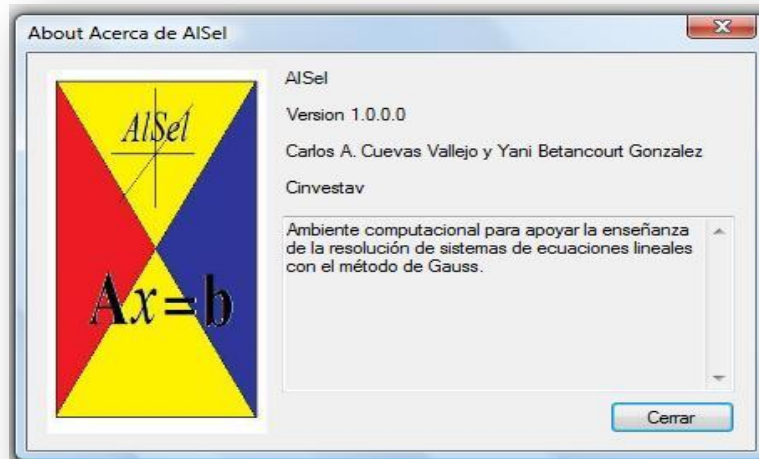 About Acerca de AlSel
AlSel
Ax=b
AlSel
Version 1.0.0.0
Carlos A. Cuevas Vallejo y Yani Betancourt Gonzalez
Cinvestav
Ambiente computacional para apoyar la enseñanza
de la resolución de sistemas de ecuaciones lineales
con el método de Gauss.
Cerrar